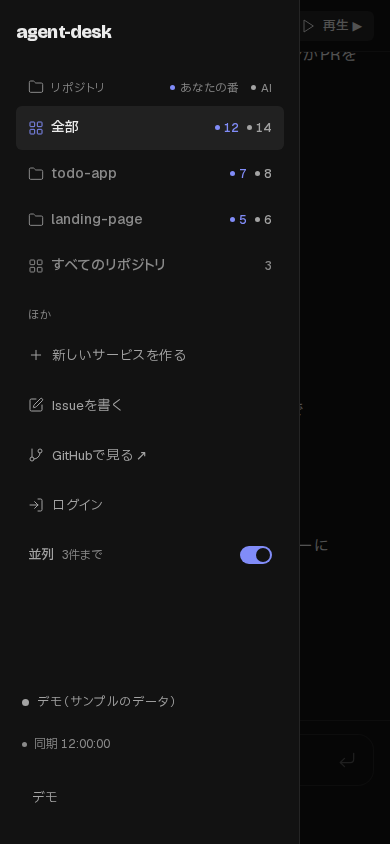 agent-desk
再生 ▶
がPRを
リポジトリ ● あなたの番 ● AI
全部 ● 12 ● 14
todo-app ● 7 ● 8
landing-page ● 5 ● 6
すべてのリポジトリ 3
ほか
新しいサービスを作る
Issueを書く
GitHubで見る ↗
ログイン
ーに
並列 3件まで
デモ(サンプルのデータ)
同期 12:00:00
デモ